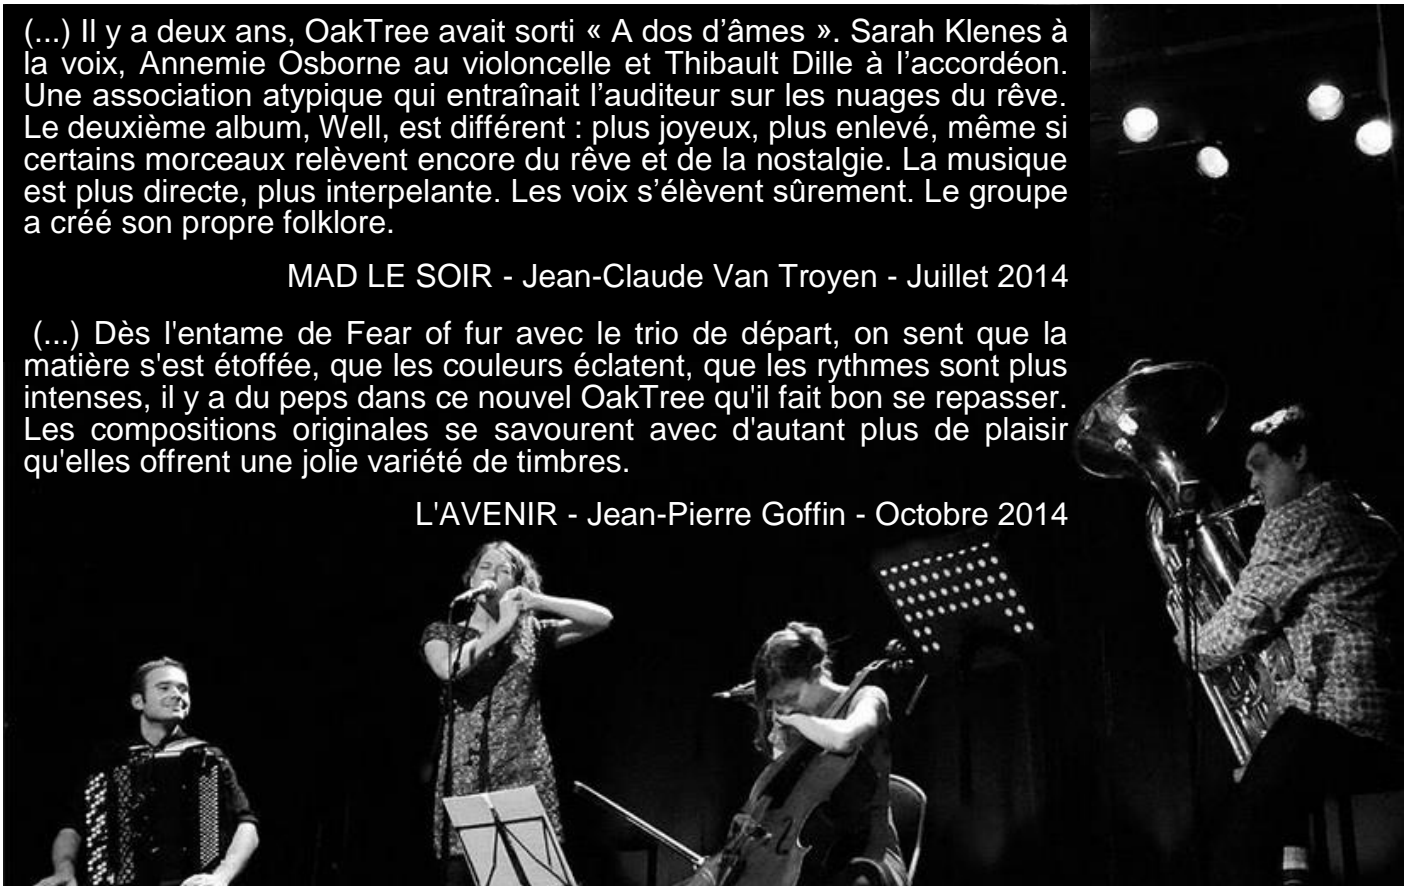 (...) Il y a deux ans, OakTree avait sorti « A dos d’âmes ». Sarah Klenes à
la voix, Annemie Osborne au violoncelle et Thibault Dille à l’accordéon.
Une association atypique qui entraînait l’auditeur sur les nuages du rêve.
Le deuxième album, Well, est différent : plus joyeux, plus enlevé, même si
certains morceaux relèvent encore du rêve et de la nostalgie. La musique
est plus directe, plus interpelante. Les voix s’élèvent sûrement. Le groupe
a créé son propre folklore.
MAD LE SOIR - Jean-Claude Van Troyen - Juillet 2014
(...) Dès l'entame de Fear of fur avec le trio de départ, on sent que la
matière s'est étoffée, que les couleurs éclatent, que les rythmes sont plus
intenses, il y a du peps dans ce nouvel OakTree qu'il fait bon se repasser.
Les compositions originales se savourent avec d'autant plus de plaisir
qu'elles offrent une jolie variété de timbres.
L'AVENIR - Jean-Pierre Goffin - Octobre 2014